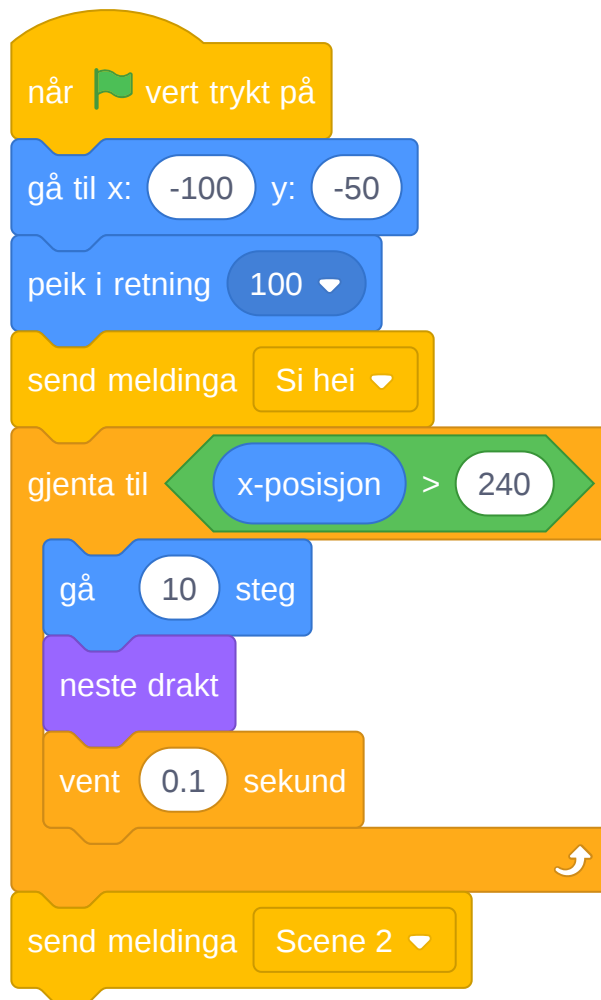 når vert trykt på
gå til x: -100 y: -50
peik i retning 100
send meldinga Si hei
gjenta til x-posisjon > 240
gå 10 steg
neste drakt
vent 0.1 sekund
send meldinga Scene 2